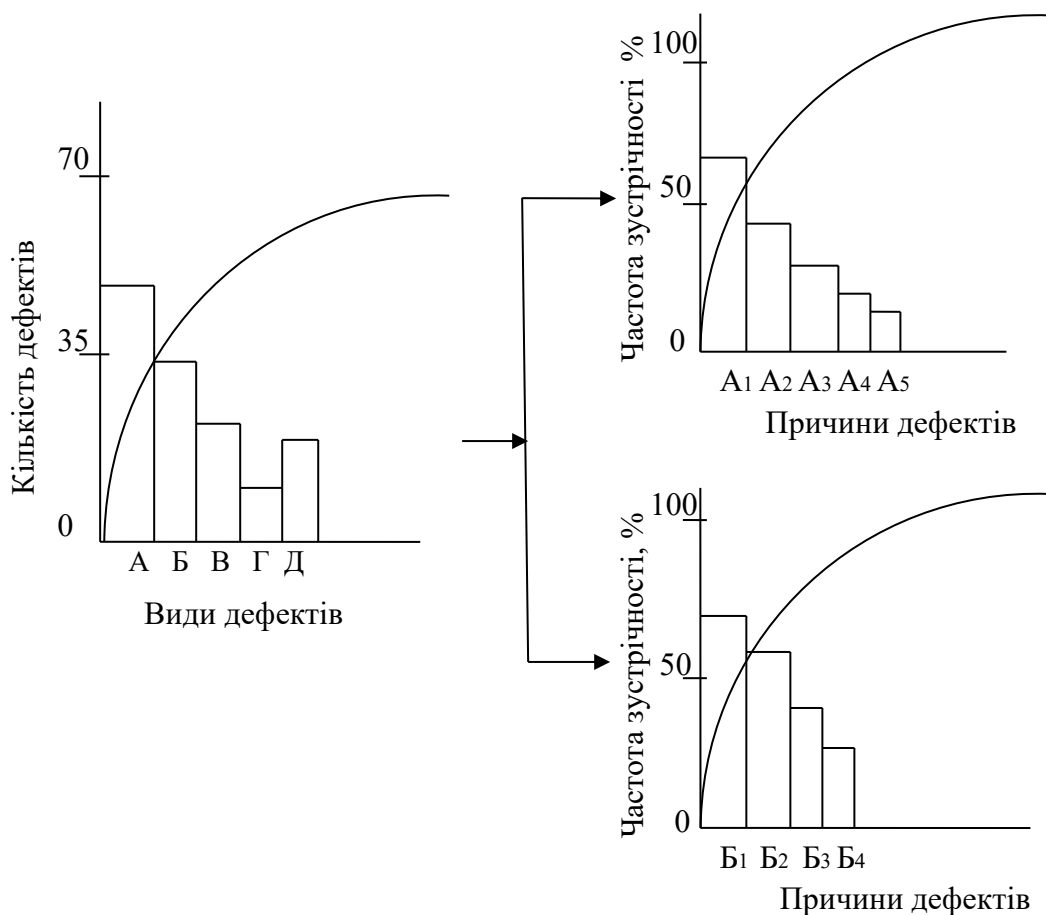 Кількість дефектів
70
35
0
А Б В Г Д
Види дефектів
Частота зустрічності %
100
50
0
А1 А2 А3 А4 А5
Причини дефектів
Частота зустрічності, %
100
50
0
Б1 Б2 Б3 Б4
Причини дефектів